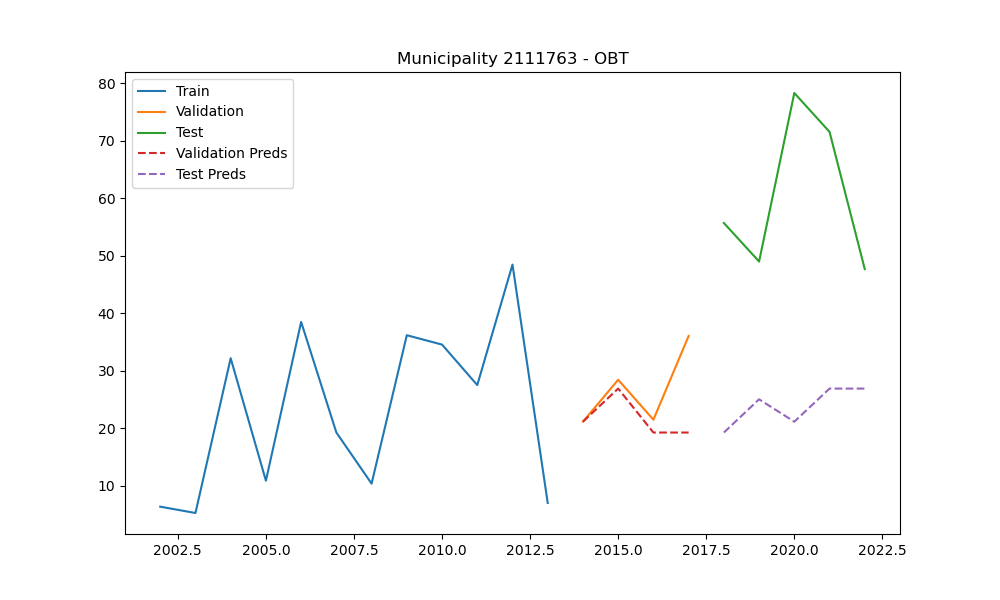 Municipality 2111763 - OBT
Train
Validation
Test
Validation Preds
Test Preds
80
70
60
50
40
30
20
10
2002.5 2005.0 2007.5 2010.0 2012.5 2015.0 2017.5 2020.0 2022.5